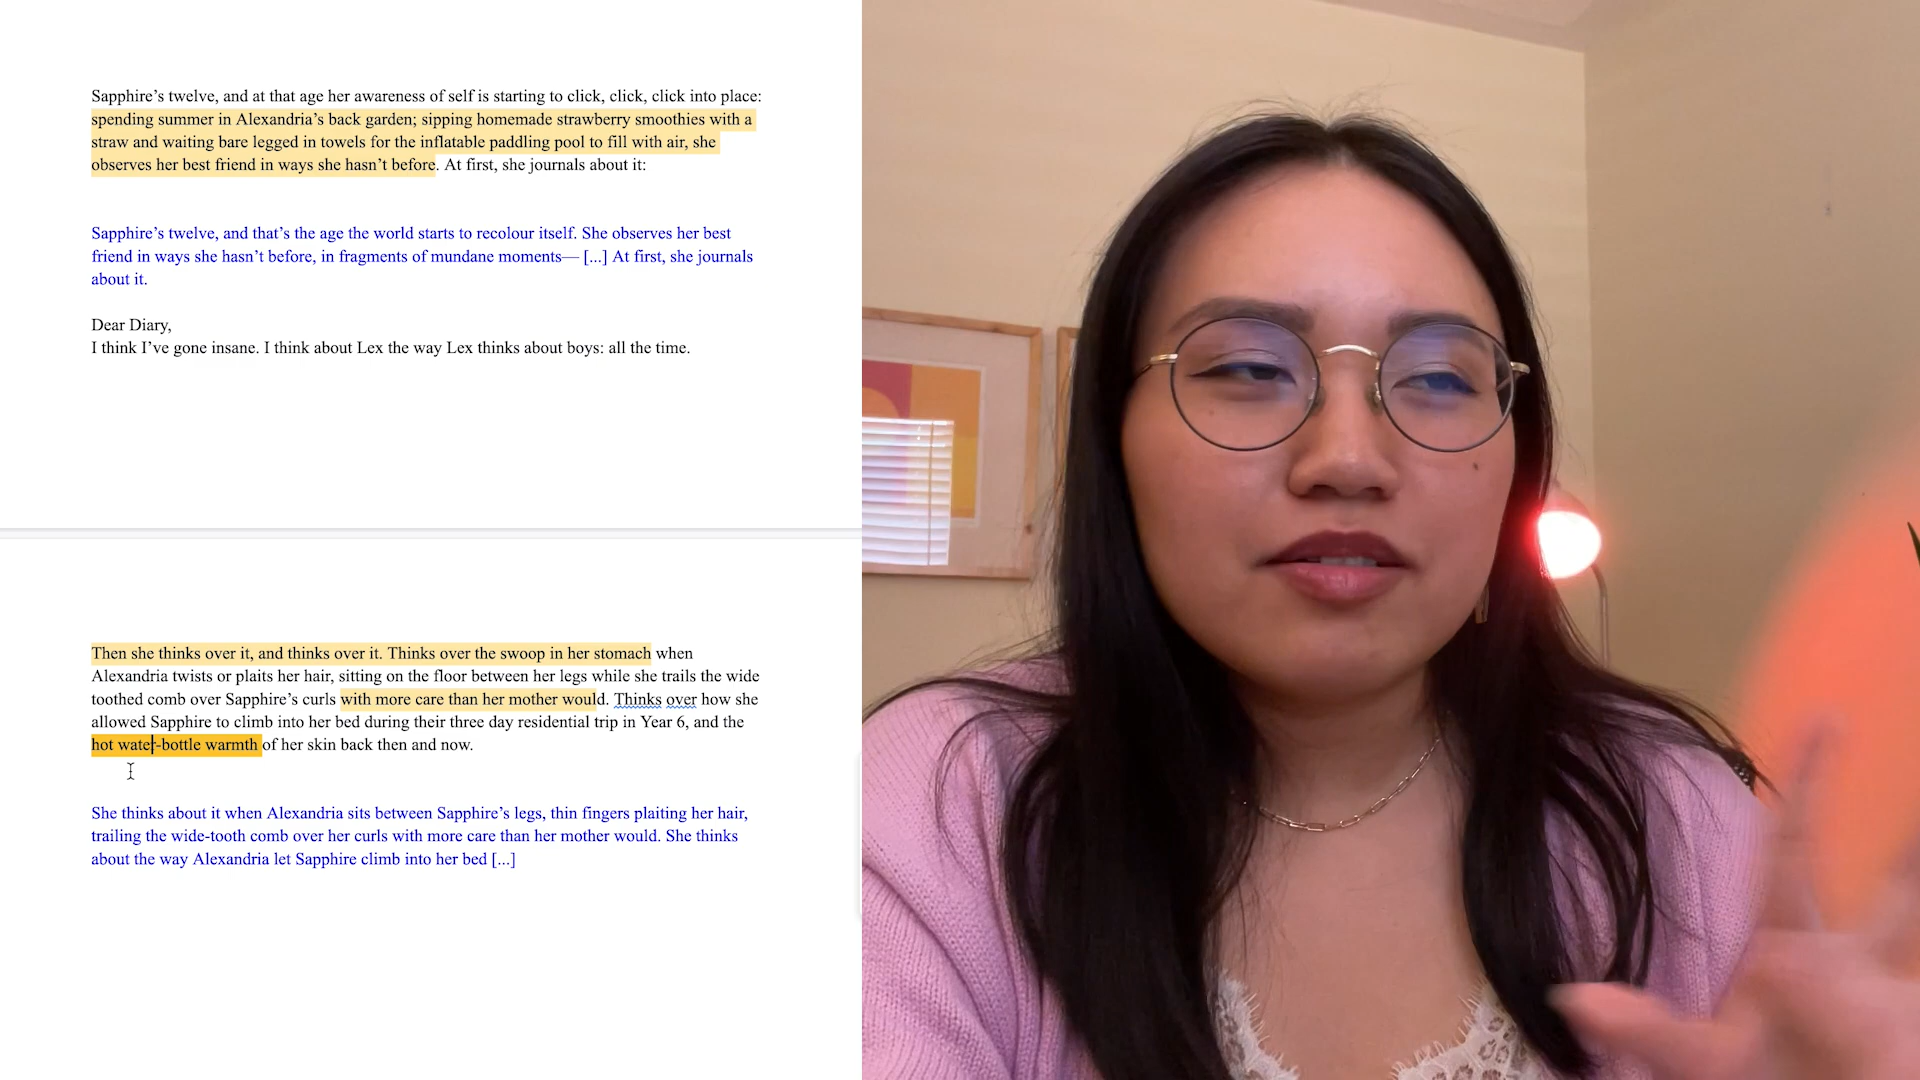 Sapphire’s twelve, and at that age her awareness of self is starting to click, click, click into place:
spending summer in Alexandria’s back garden; sipping homemade strawberry smoothies with a
straw and waiting bare legged in towels for the inflatable paddling pool to fill with air, she
observes her best friend in ways she hasn’t before. At first, she journals about it:
Sapphire’s twelve, and that’s the age the world starts to recolour itself. She observes her best
friend in ways she hasn’t before, in fragments of mundane moments— [...] At first, she journals
about it.
Dear Diary,
I think I’ve gone insane. I think about Lex the way Lex thinks about boys: all the time.
Then she thinks over it, and thinks over it. Thinks over the swoop in her stomach when
Alexandria twists or plaits her hair, sitting on the floor between her legs while she trails the wide
toothed comb over Sapphire’s curls with more care than her mother would. Thinks over how she
allowed Sapphire to climb into her bed during their three day residential trip in Year 6, and the
hot water-bottle warmth of her skin back then and now.
She thinks about it when Alexandria sits between Sapphire’s legs, thin fingers plaiting her hair,
trailing the wide-tooth comb over her curls with more care than her mother would. She thinks
about the way Alexandria let Sapphire climb into her bed [...]